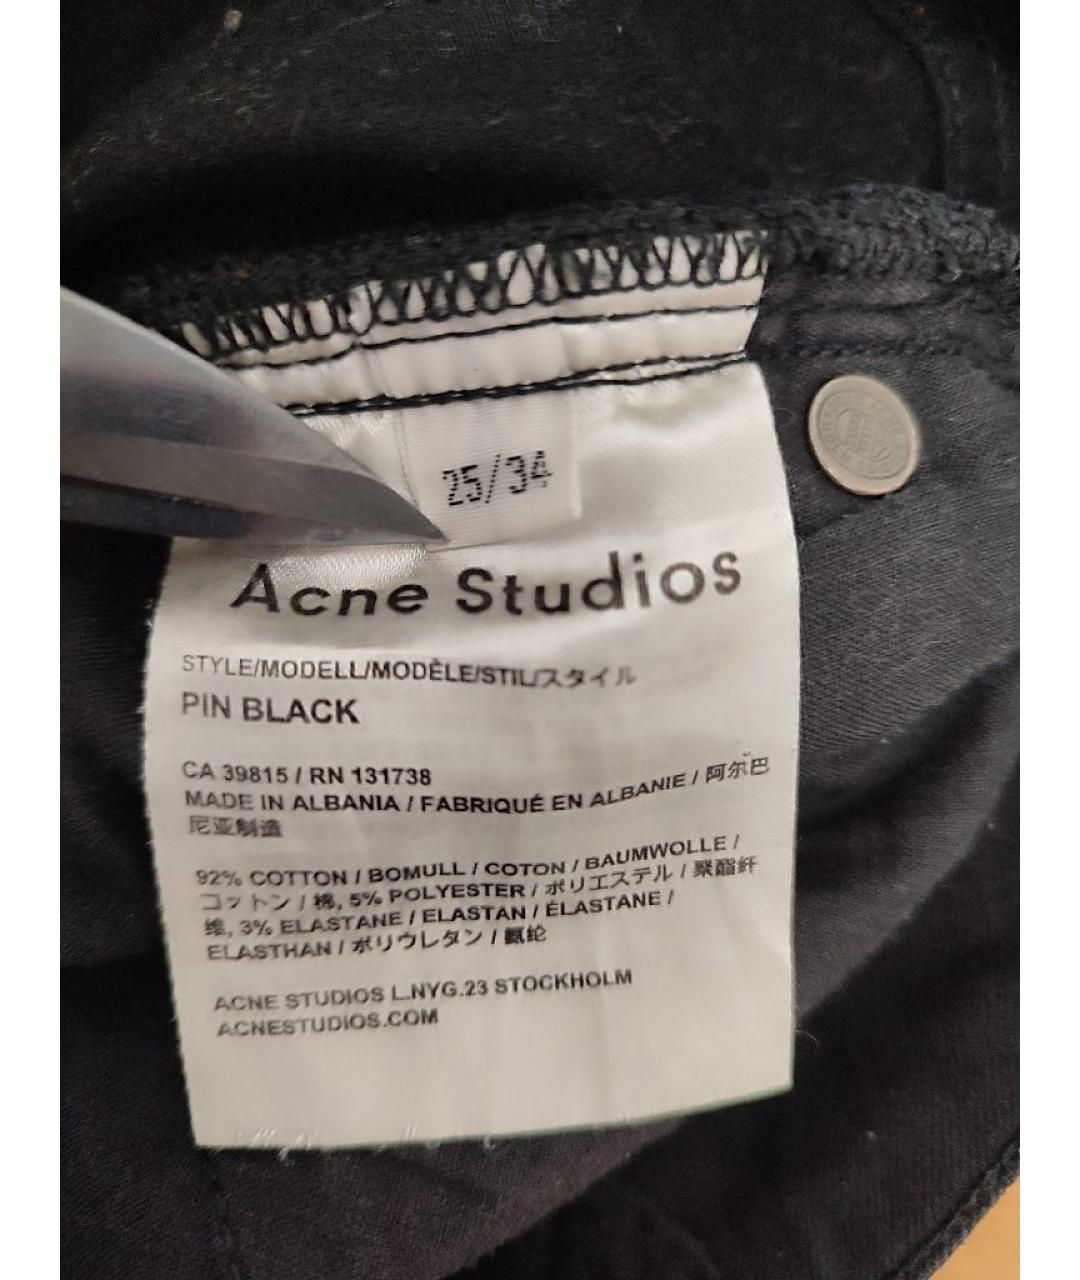 25/34
Acne Studios
STYLE/MODELL/MODÈLE/STIL/スタイル
PIN BLACK
CA 39815 / RN 131738
MADE IN ALBANIA / FABRIQUÉ EN ALBANIE / 阿尔巴
尼亚制造
92% COTTON / BOMULL / COTON / BAUMWOLLE /
コットン / 棉, 5% POLYESTER / ポリエステル / 聚酯纤
维, 3% ELASTANE / ELASTAN / ÉLASTANE /
ELASTHAN / ポリウレタン / 氨纶
ACNE STUDIOS L.NYG.23 STOCKHOLM
ACNESTUDIOS.COM